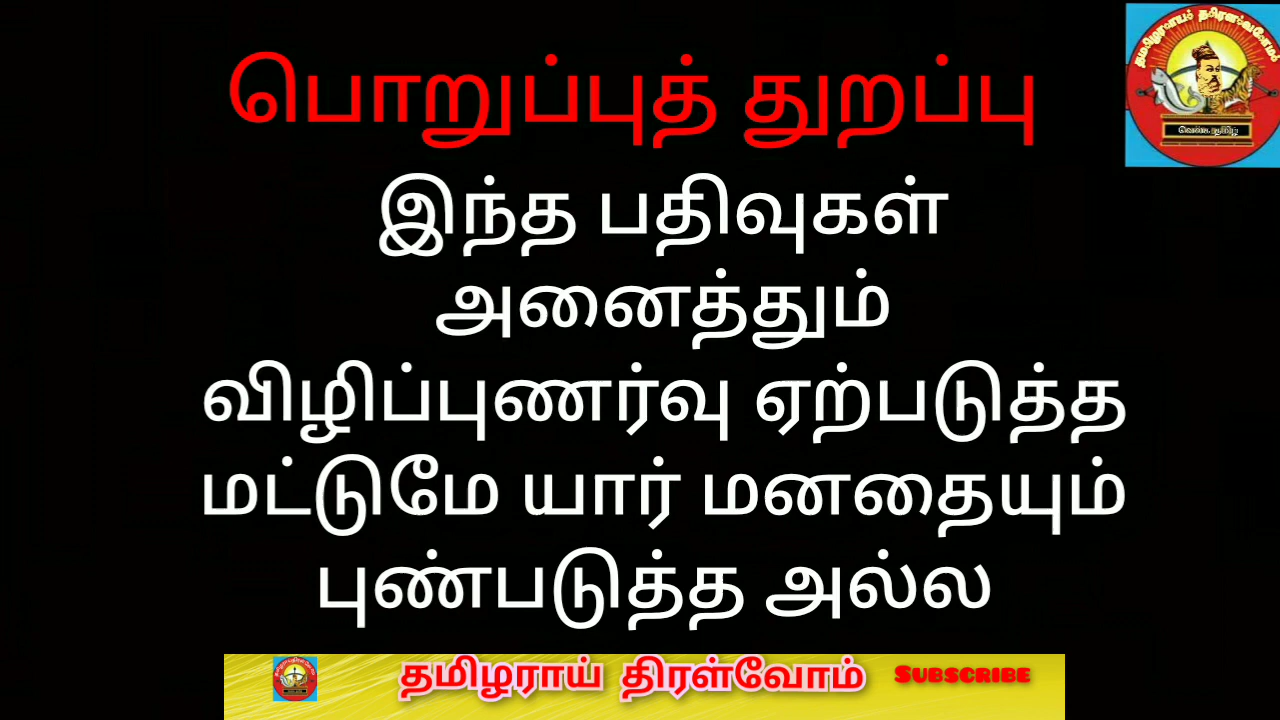 பொறுப்புத் துறப்பு
இந்த பதிவுகள்
அனைத்தும்
விழிப்புணர்வு ஏற்படுத்த
மட்டுமே யார் மனதையும்
புண்படுத்த அல்ல
தமிழராய் திரள்வோம் SUBSCRIBE